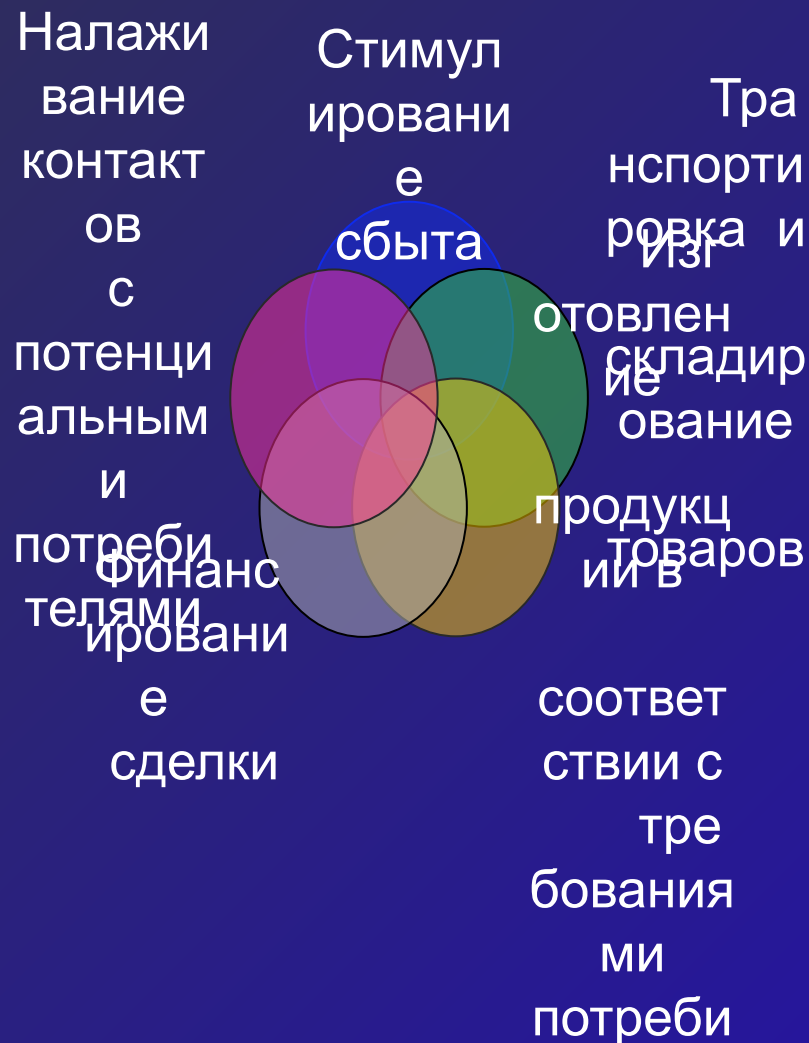 Налажи
вание
контакт
ов
с
потенци
альным
и
потреби
телями
Стимул
ировани
е
сбыта
Тра
нспорти
ровка и
складир
ование
товаров
Изг
отовлен
ие
продукц
ии в
соответ
ствии с
тре
бования
ми
потреби
Финанс
ировани
е
сделки